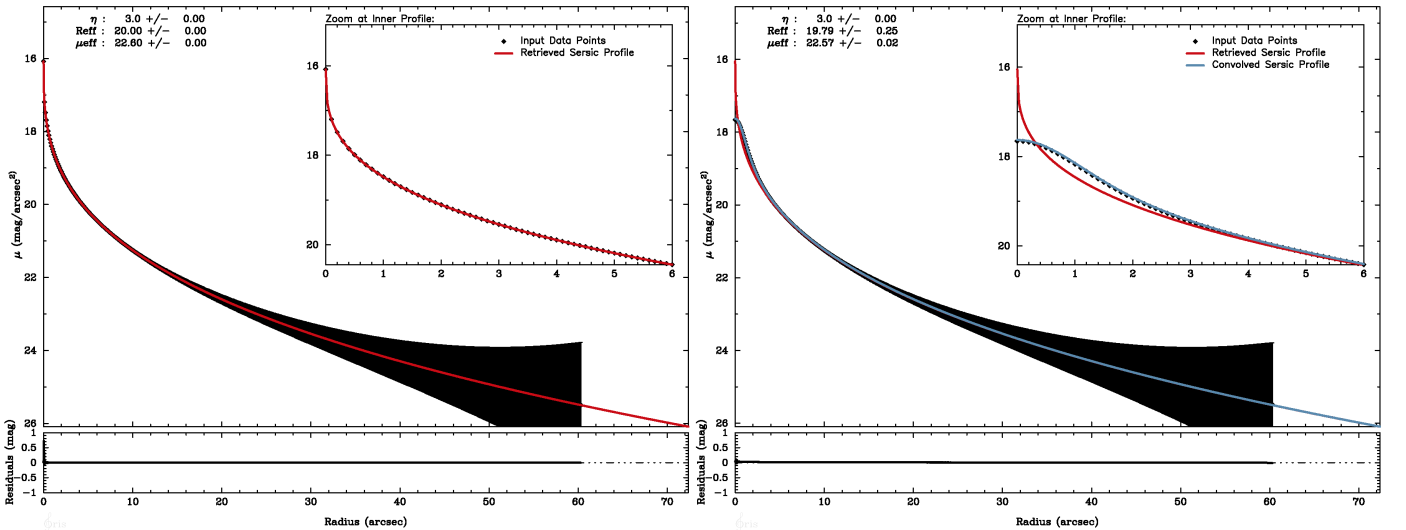 η : 3.0 +/- 0.00
Reff : 20.00 +/- 0.00
μeff : 22.60 +/- 0.00
Zoom at Inner Profile:
Input Data Points
Retrieved Sersic Profile
16
18
20
0 1 2 3 4 5 6
16
18
20
22
24
26
μ (mag/arcsec²)
1
0.5
0
-0.5
-1
Residuals (mag)
0 10 20 30 40 50 60 70
Radius (arcsec)
η : 3.0 +/- 0.00
Reff : 19.79 +/- 0.25
μeff : 22.57 +/- 0.02
Zoom at Inner Profile:
Input Data Points
Retrieved Sersic Profile
Convolved Sersic Profile
16
18
20
0 1 2 3 4 5 6
16
18
20
22
24
26
μ (mag/arcsec²)
1
0.5
0
-0.5
-1
Residuals (mag)
0 10 20 30 40 50 60 70
Radius (arcsec)